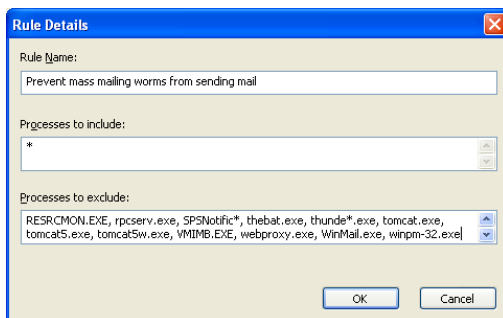 Rule Details
Rule Name:
Prevent mass mailing worms from sending mail
Processes to include:
*
Processes to exclude:
RESRCMON.EXE, rpcserv.exe, SPSNotific*, thebat.exe, thunde*.exe, tomcat.exe,
tomcat5.exe, tomcat5w.exe, VMIMB.EXE, webproxy.exe, WinMail.exe, winpm-32.exe
OK
Cancel